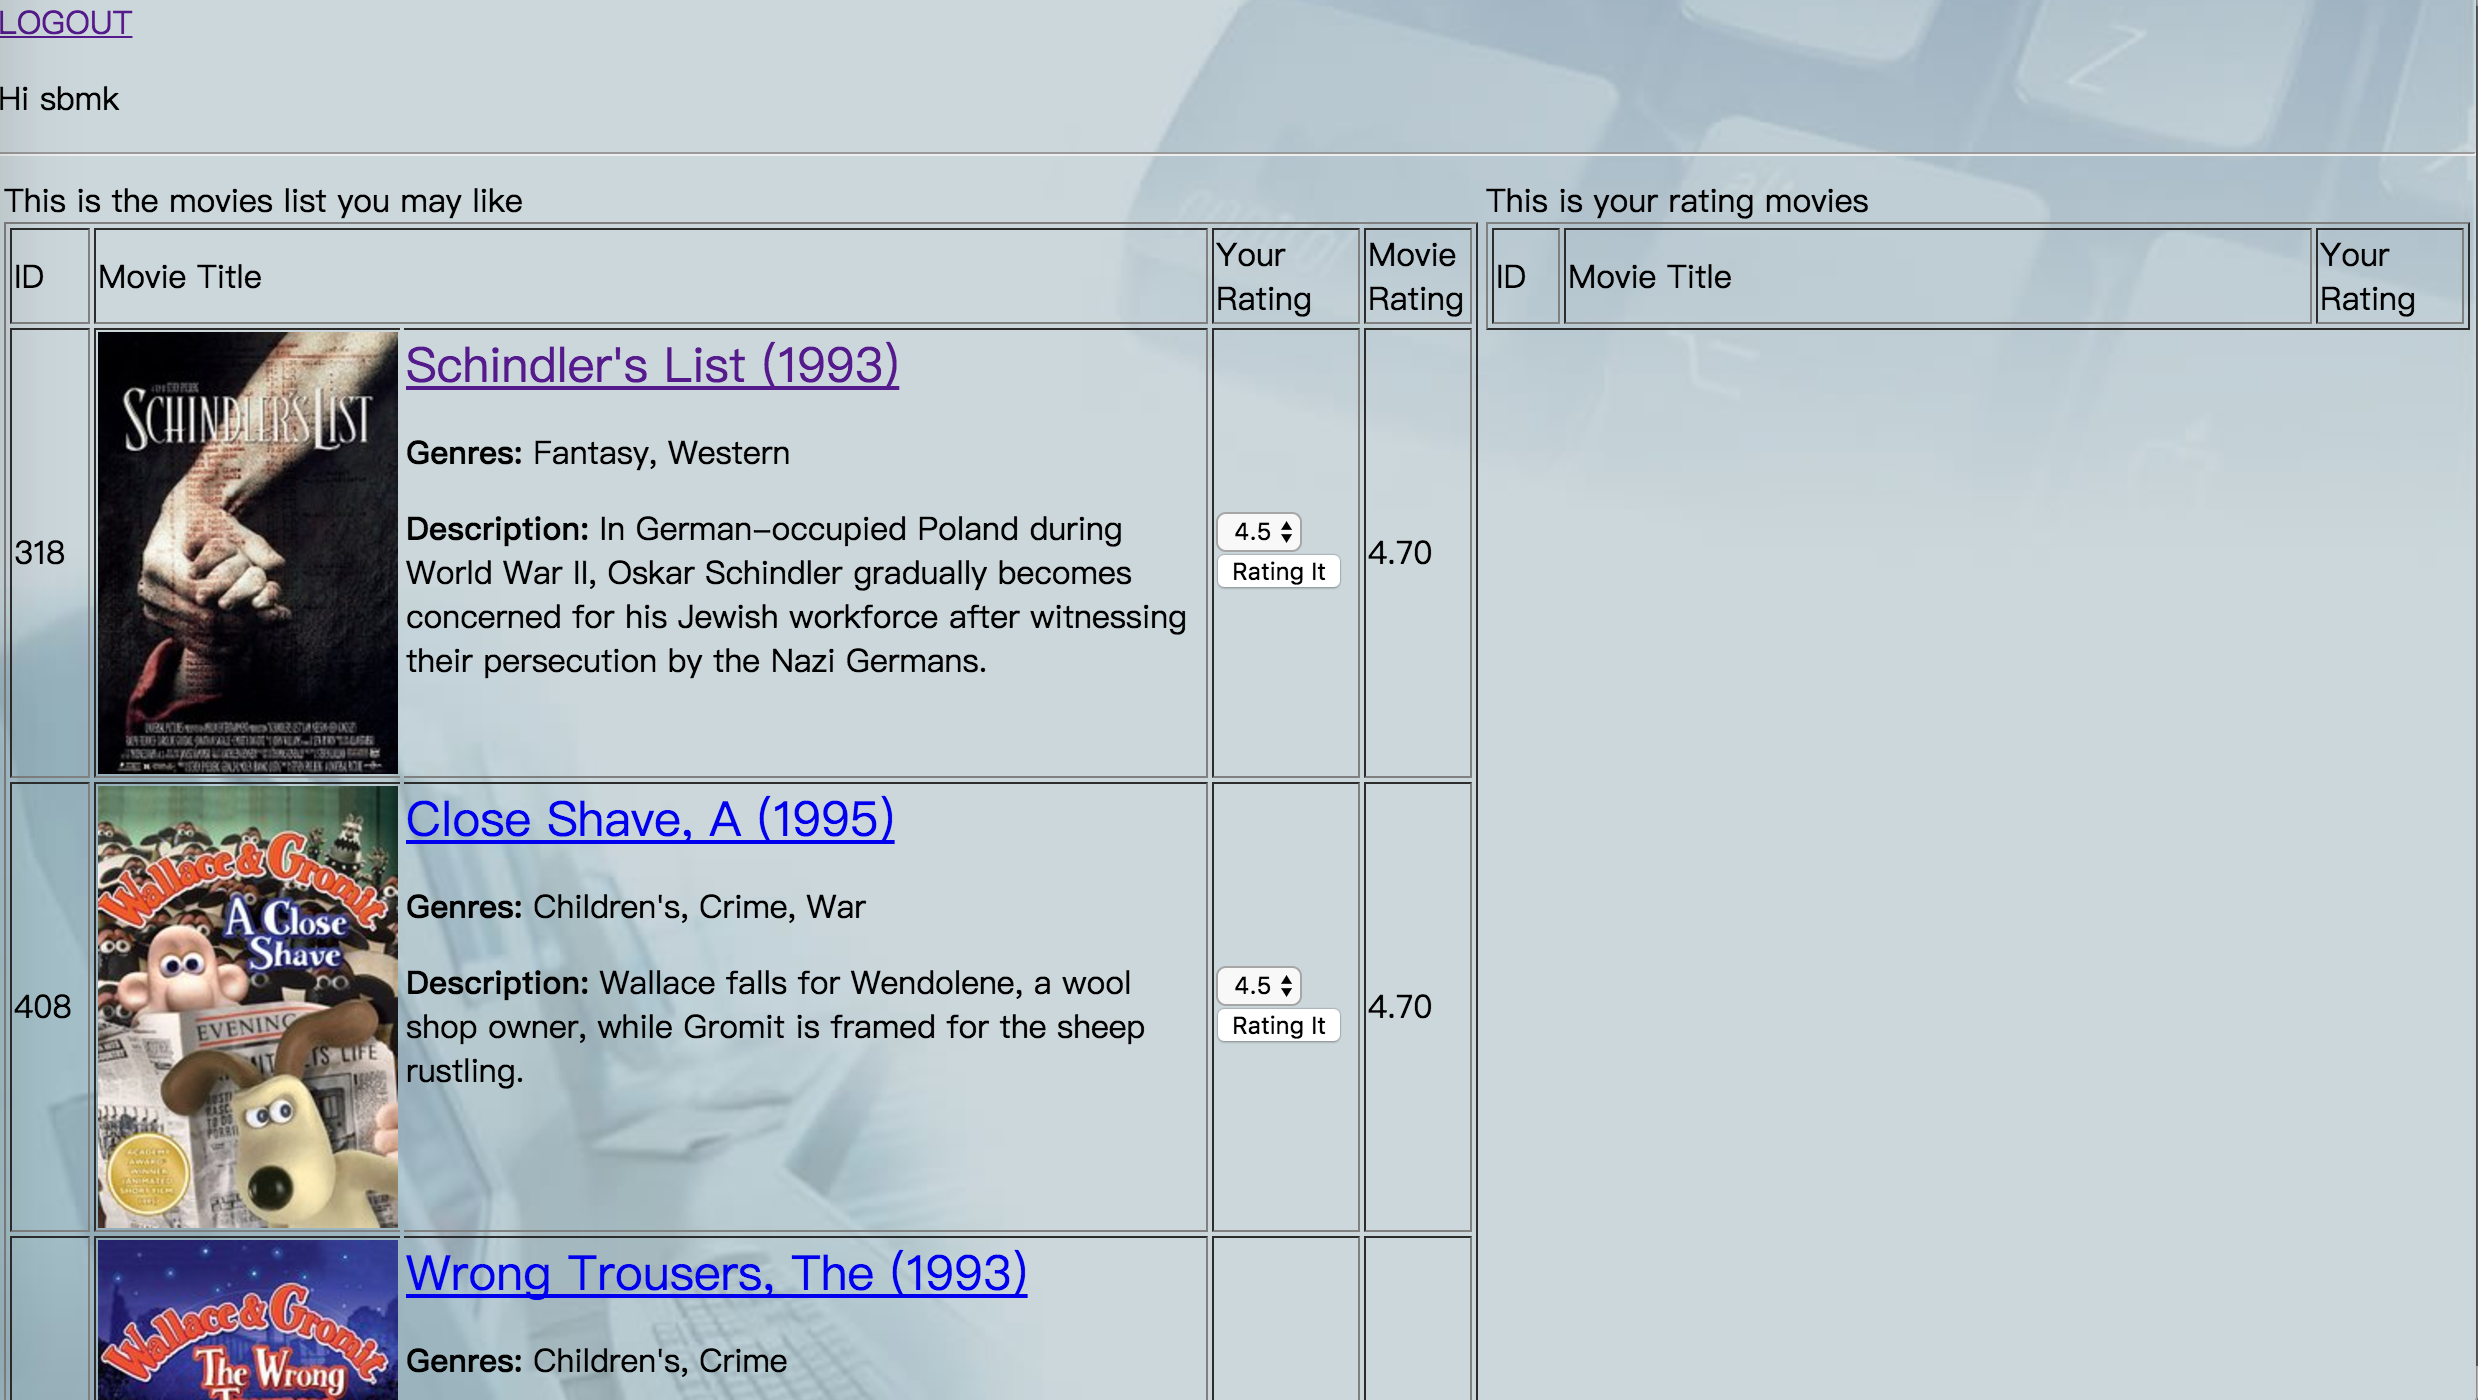 LOGOUT
Hi sbmk
This is the movies list you may like
ID
Movie Title
Your
Rating
Movie
Rating
318
SCHINDLER'S LIST
Schindler's List (1993)
Genres: Fantasy, Western
Description: In German-occupied Poland during
World War II, Oskar Schindler gradually becomes
concerned for his Jewish workforce after witnessing
their persecution by the Nazi Germans.
4.5
Rating It
4.70
408
Wallace & Gromit
A Close
Shave
EVENING
ACADEMY
AWARD
WINNER
ANIMATED
SHORT FILM
Close Shave, A (1995)
Genres: Children's, Crime, War
Description: Wallace falls for Wendolene, a wool
shop owner, while Gromit is framed for the sheep
rustling.
4.5
Rating It
4.70
Wallace & Gromit
The Wrong
Wrong Trousers, The (1993)
Genres: Children's, Crime
This is your rating movies
ID
Movie Title
Your
Rating